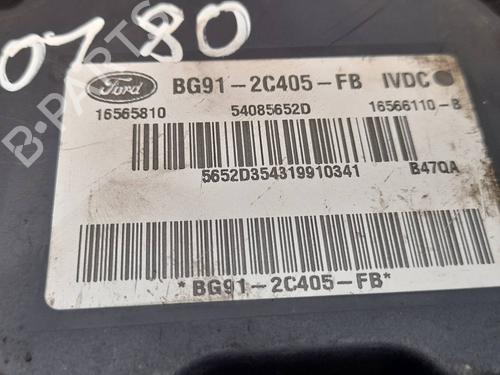 0780
Ford BG91-2C405-FB IVDC
16565810 54085652D 16566110-B
5652D354319910341 B47QA
*BG91-2C405-FB*
B-PARTS